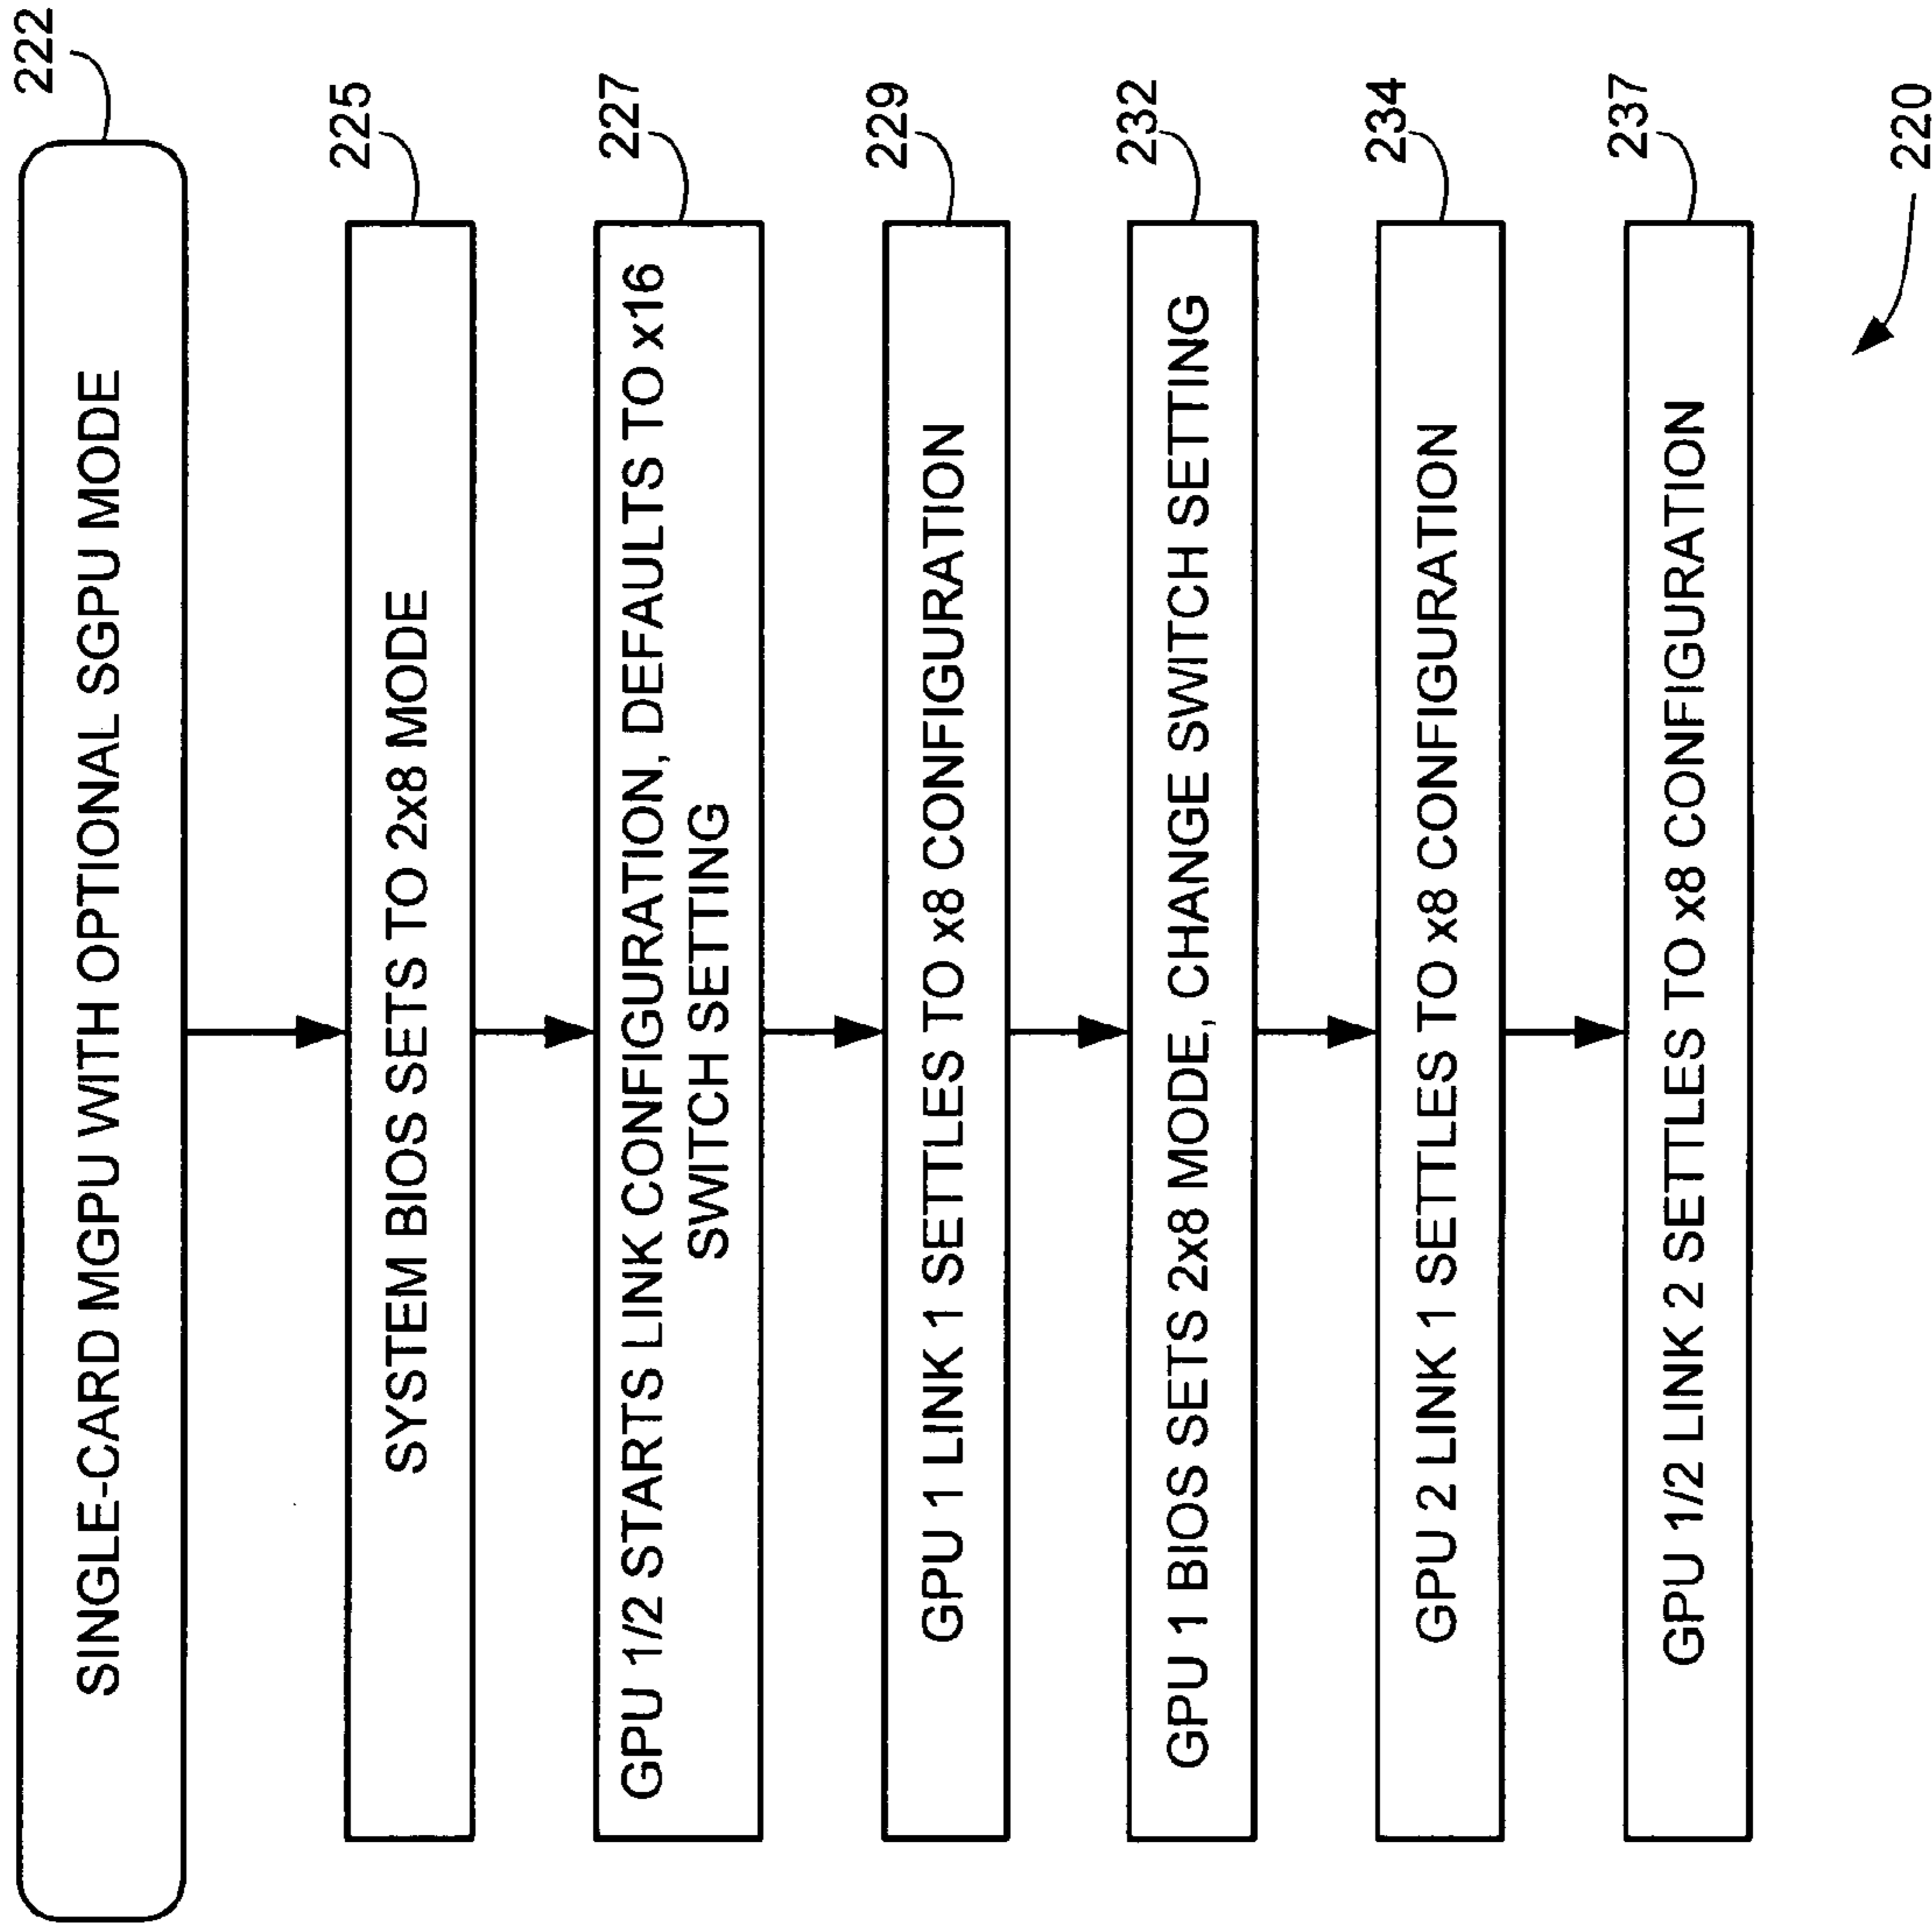 SINGLE-CARD MGPU WITH OPTIONAL SGPU MODE
222
SYSTEM BIOS SETS TO 2x8 MODE
225
GPU 1/2 STARTS LINK CONFIGURATION, DEFAULTS TO x16
SWITCH SETTING
227
GPU 1 LINK 1 SETTLES TO x8 CONFIGURATION
229
GPU 1 BIOS SETS 2x8 MODE, CHANGE SWITCH SETTING
232
GPU 2 LINK 1 SETTLES TO x8 CONFIGURATION
234
GPU 1/2 LINK 2 SETTLES TO x8 CONFIGURATION
237
220